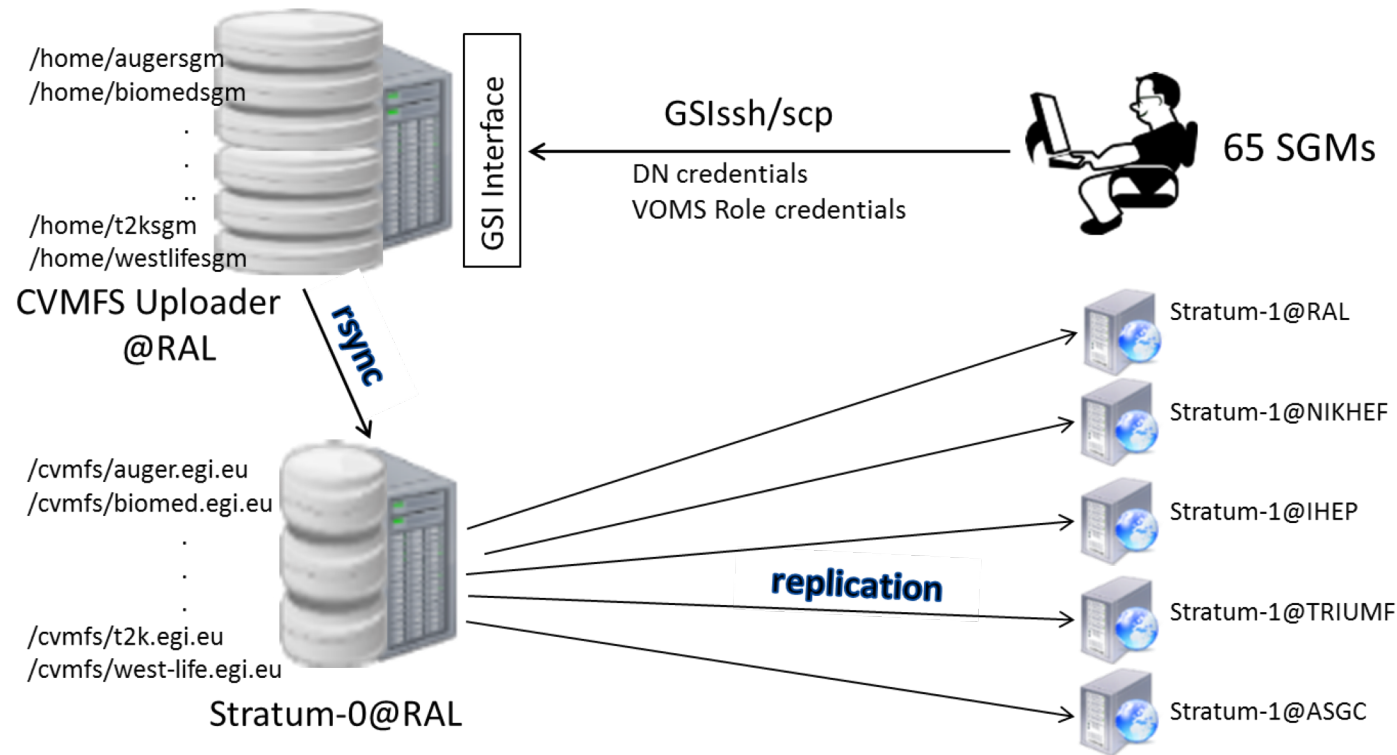 /home/augersgm
/home/biomedsgm
.
.
..
/home/t2ksgm
/home/westlifesgm
CVMFS Uploader
@RAL
GSI Interface
GSIssh/scp
DN credentials
VOMS Role credentials
65 SGMs
rsync
/cvmfs/auger.egi.eu
/cvmfs/biomed.egi.eu
.
.
.
/cvmfs/t2k.egi.eu
/cvmfs/west-life.egi.eu
Stratum-0@RAL
replication
Stratum-1@RAL
Stratum-1@NIKHEF
Stratum-1@IHEP
Stratum-1@TRIUMF
Stratum-1@ASGC